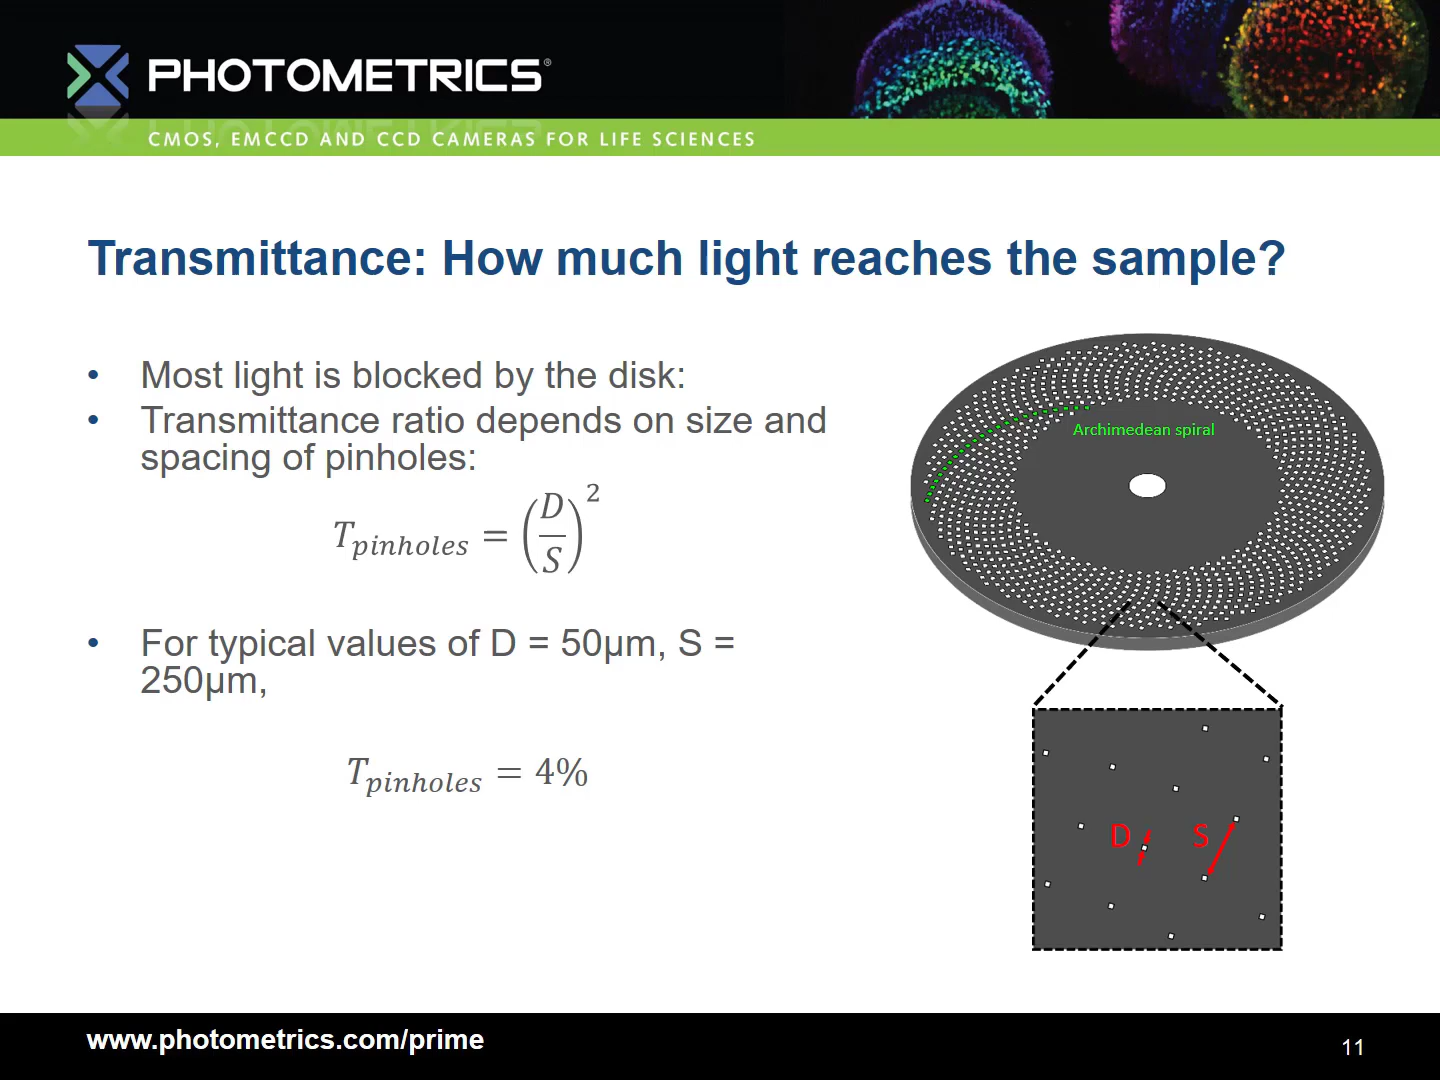 PHOTOMETRICS®
CMOS, EMCCD AND CCD CAMERAS FOR LIFE SCIENCES
Transmittance: How much light reaches the sample?
• Most light is blocked by the disk:
• Transmittance ratio depends on size and
spacing of pinholes:
T_pinholes = (D/S)²
• For typical values of D = 50µm, S =
250µm,
T_pinholes = 4%
Archimedean spiral
D S
www.photometrics.com/prime
11